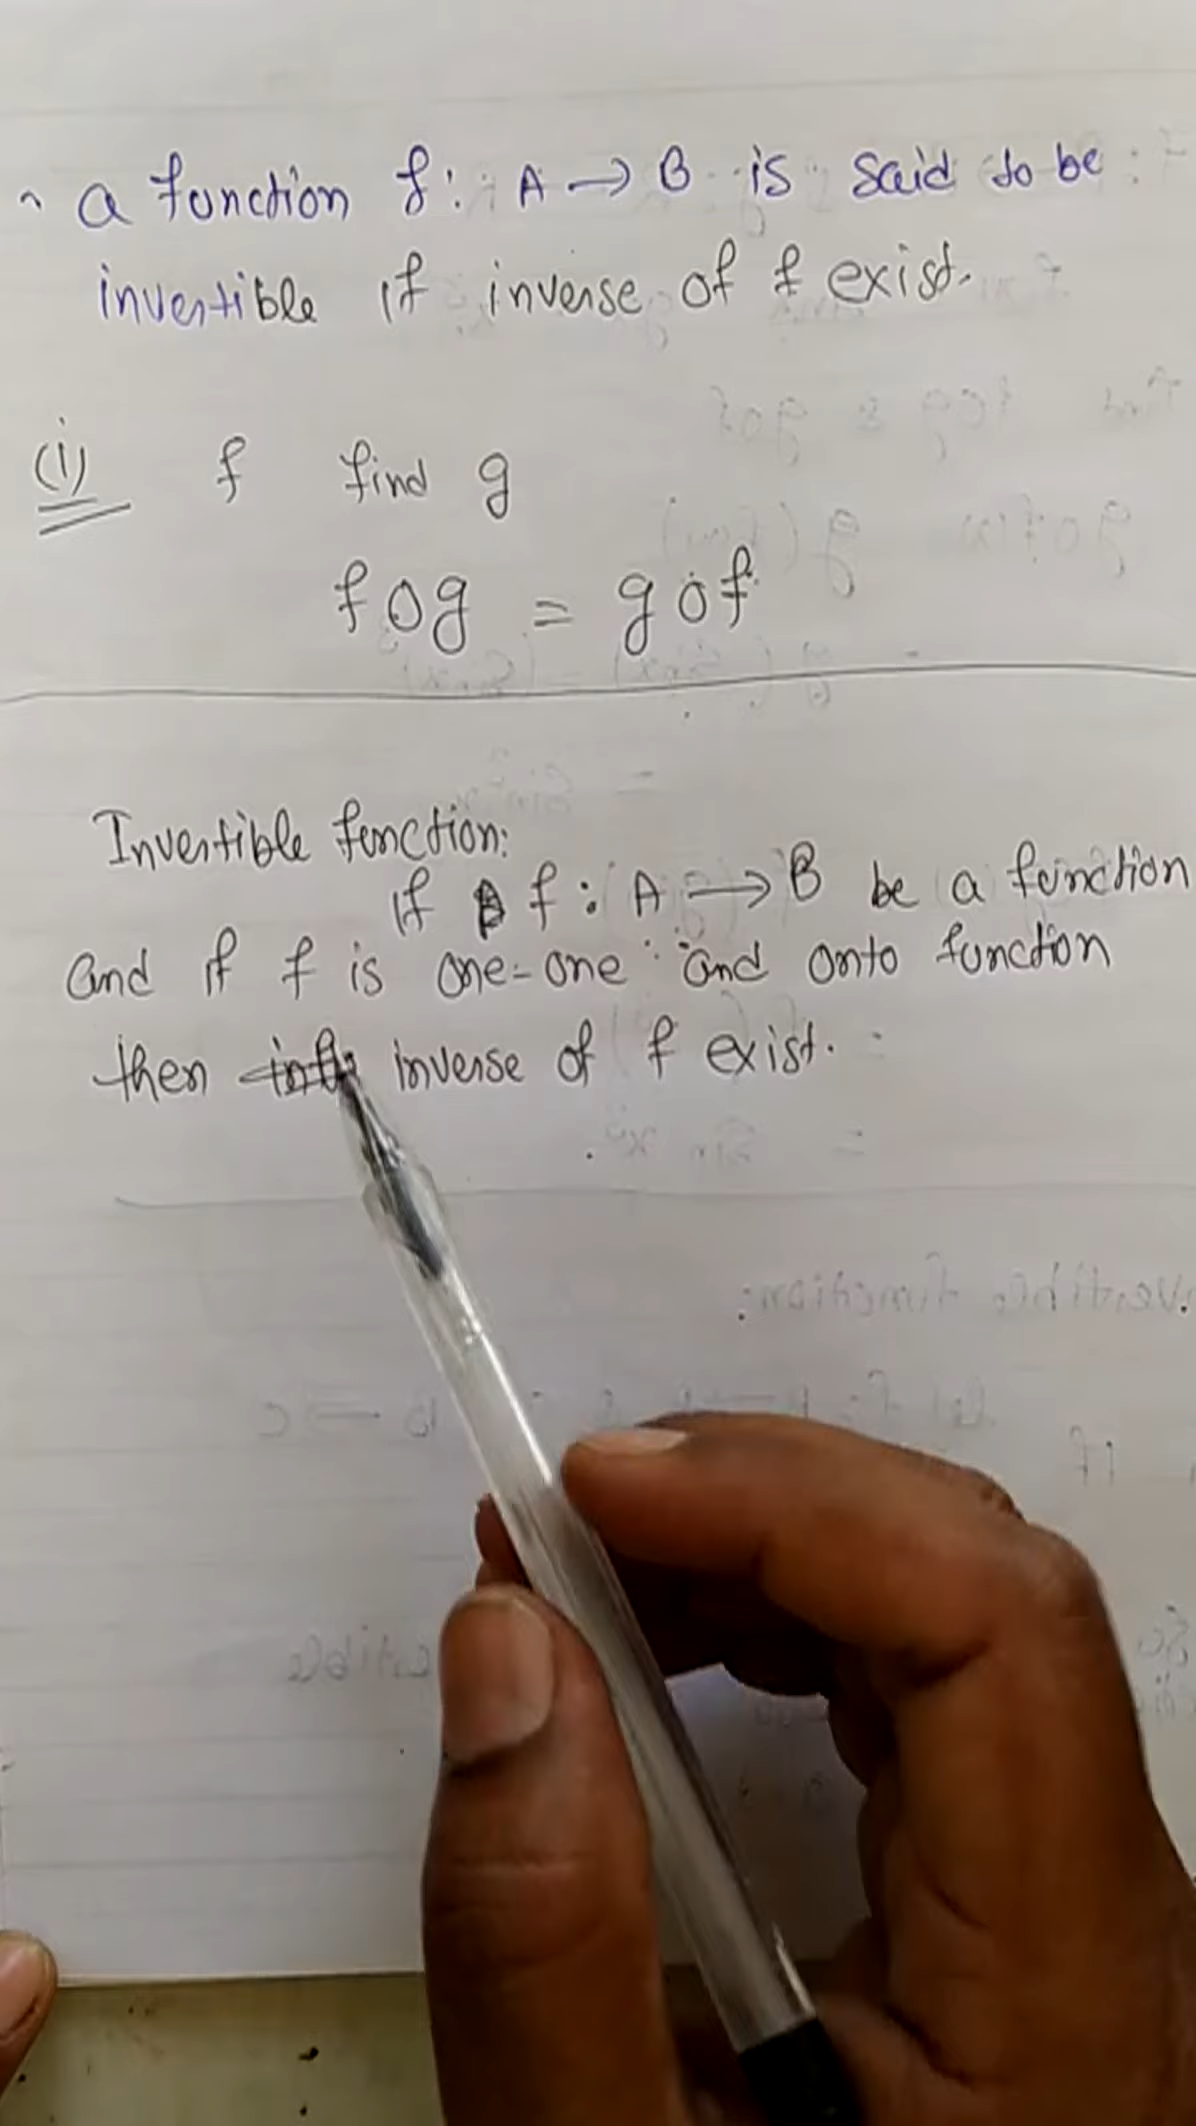 a function f: A → B is said to be
invertible if inverse of f exist.
(i) f find g
fog = gof
Invertible function:
if f : A → B be a function
and if f is one-one and onto function
then inverse of f exist.